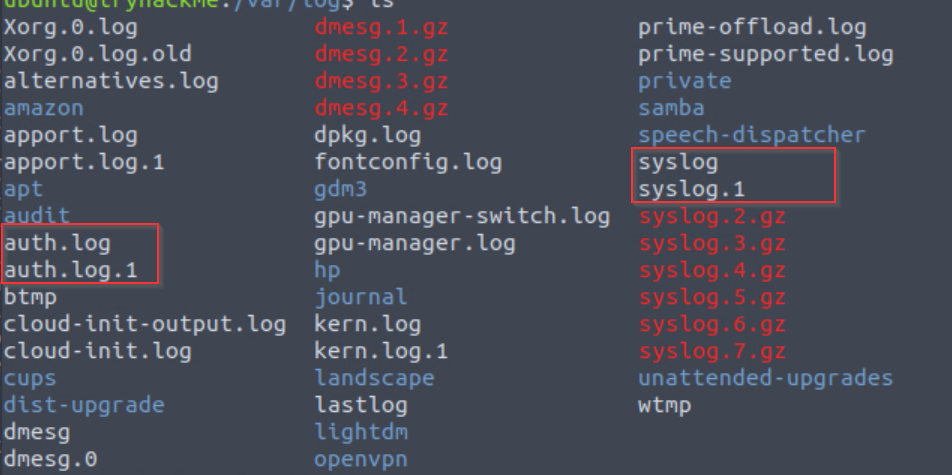 ubuntu@tryhackme:/var/log$ ls
Xorg.0.log dmesg.1.gz prime-offload.log
Xorg.0.log.old dmesg.2.gz prime-supported.log
alternatives.log dmesg.3.gz private
amazon dmesg.4.gz samba
apport.log dpkg.log speech-dispatcher
apport.log.1 fontconfig.log syslog
apt gdm3 syslog.1
audit gpu-manager-switch.log syslog.2.gz
auth.log gpu-manager.log syslog.3.gz
auth.log.1 hp syslog.4.gz
btmp journal syslog.5.gz
cloud-init-output.log kern.log syslog.6.gz
cloud-init.log kern.log.1 syslog.7.gz
cups landscape unattended-upgrades
dist-upgrade lastlog wtmp
dmesg lightdm
dmesg.0 openvpn